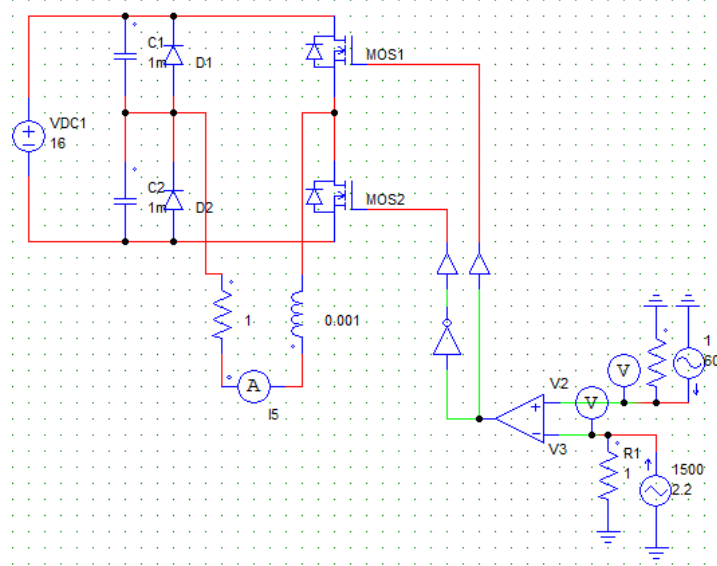 C1
1m
D1
MOS1
VDC1
16
C2
1m
D2
MOS2
1
0.001
A
I5
V2
V3
V
V
1
60
R1
1
1500
2.2